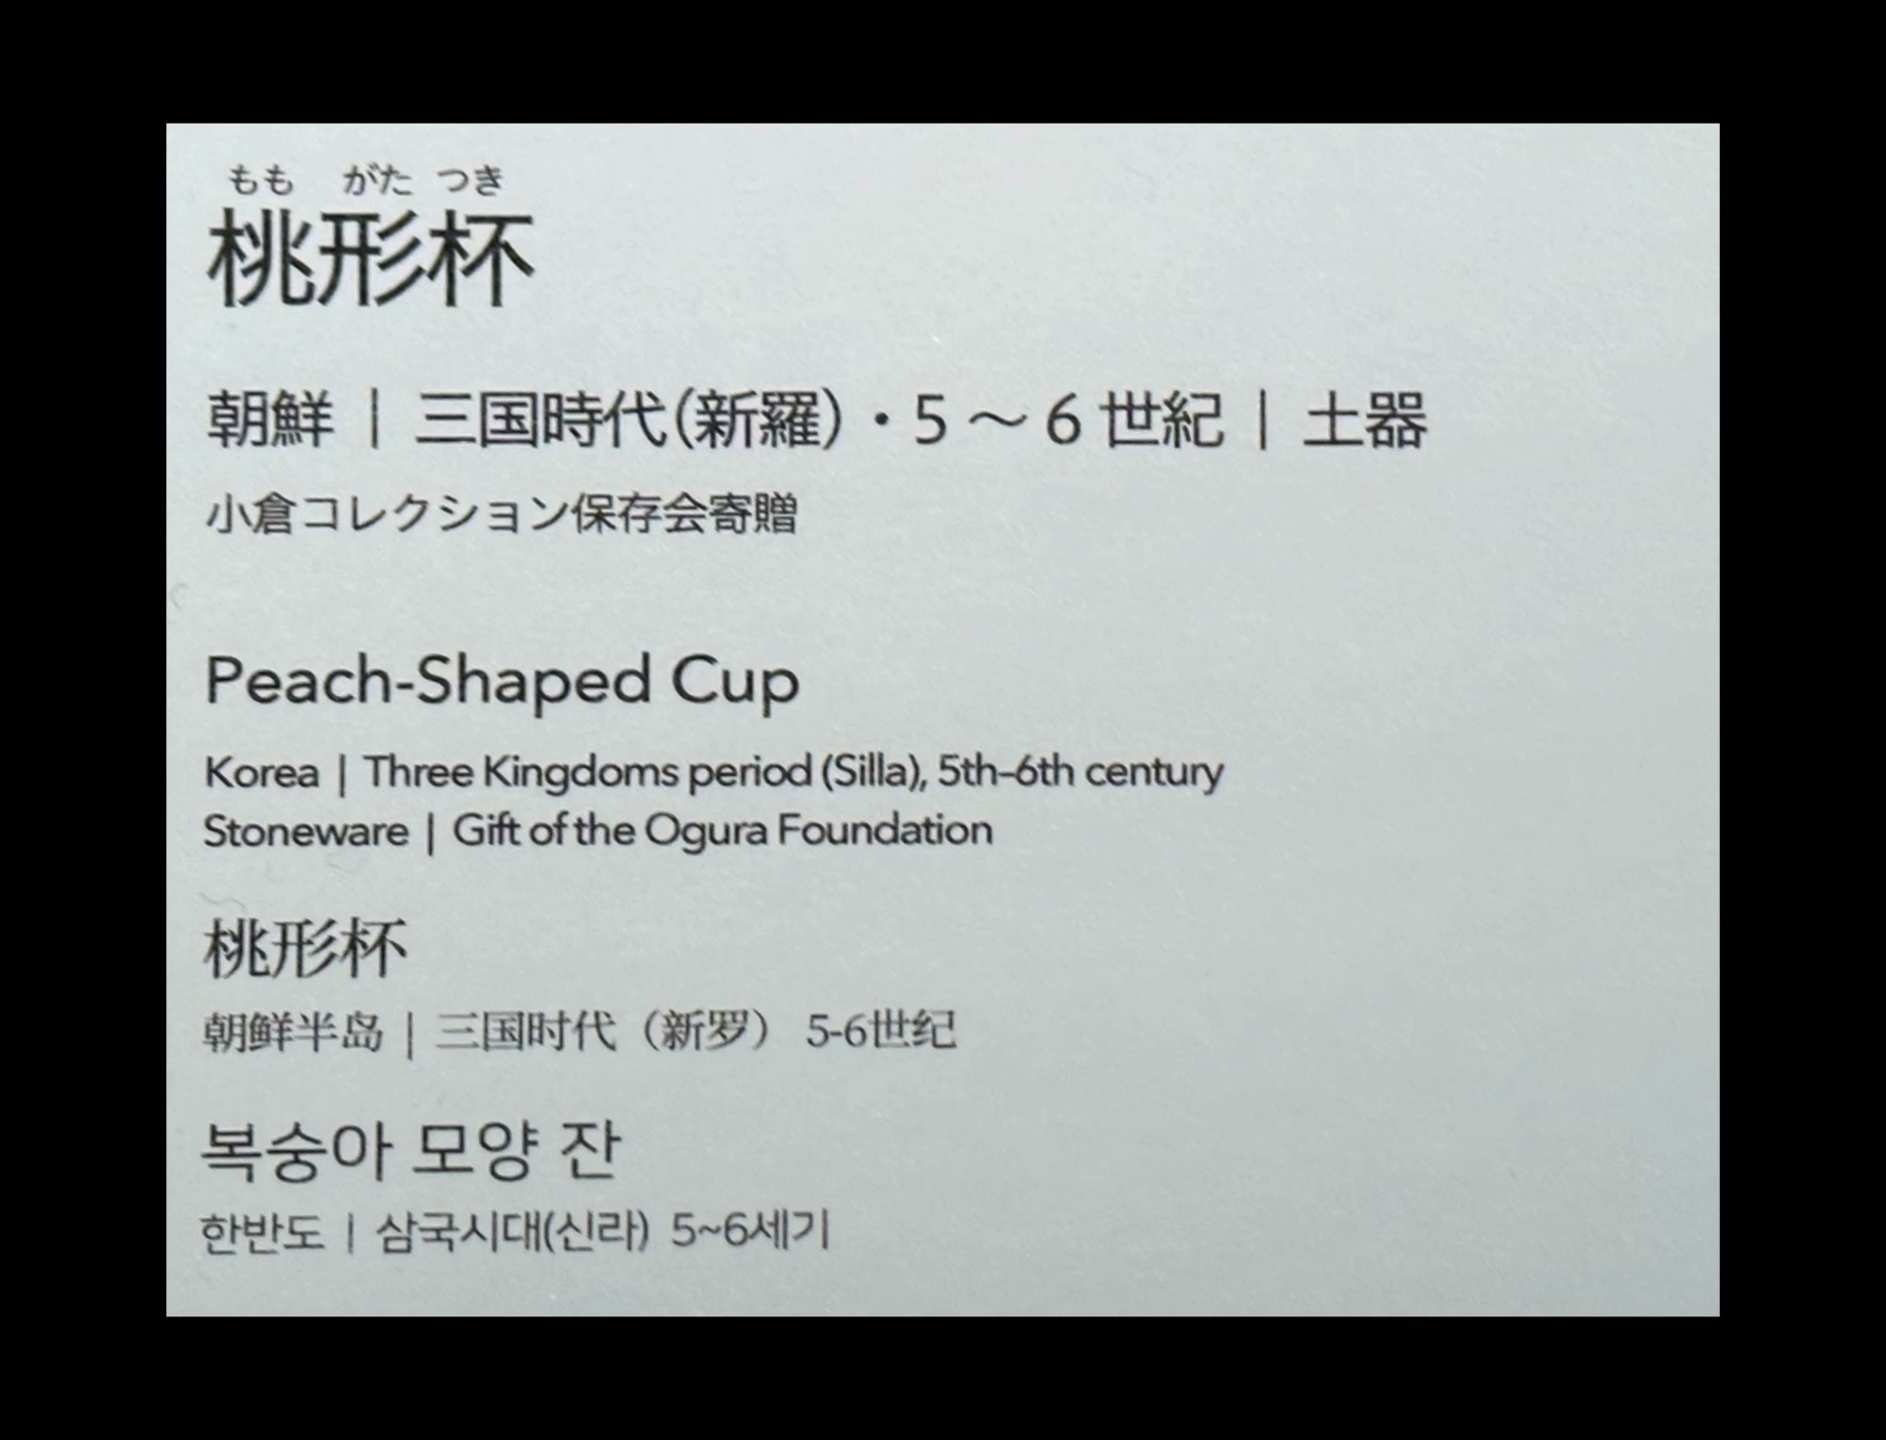 もも がた つき
桃形杯
朝鮮｜三国時代（新羅）・5～6世紀｜土器
小倉コレクション保存会寄贈
Peach-Shaped Cup
Korea | Three Kingdoms period (Silla), 5th–6th century
Stoneware | Gift of the Ogura Foundation
桃形杯
朝鲜半岛 | 三国时代（新罗） 5-6世纪
복숭아 모양 잔
한반도 | 삼국시대(신라) 5~6세기